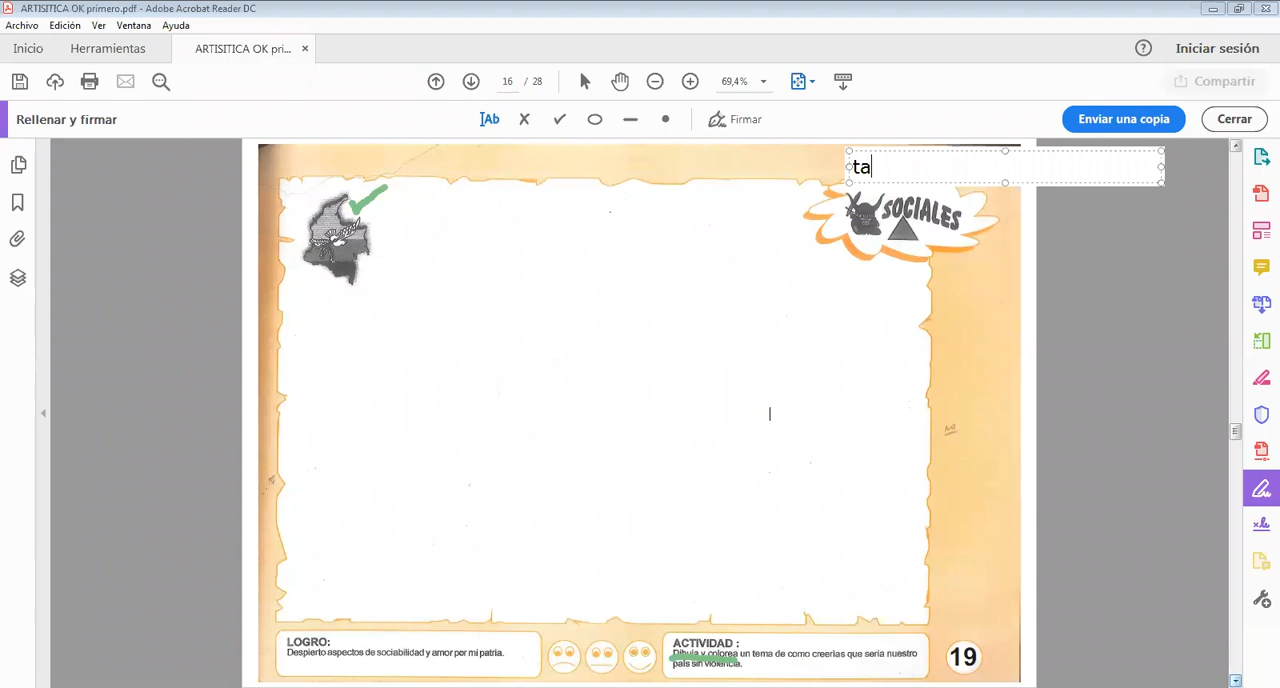 ARTISITICA OK primero.pdf - Adobe Acrobat Reader DC
Archivo Edición Ver Ventana Ayuda
Inicio Herramientas ARTISITICA OK pri... × Iniciar sesión
16 / 28 69,4% Compartir
Rellenar y firmar Ab Firmar Enviar una copia Cerrar
ta
SOCIALES
LOGRO:
Despierto aspectos de sociabilidad y amor por mi patria.
ACTIVIDAD :
Dibuja y colorea un tema de como creerías que sería nuestro
país sin violencia.
19